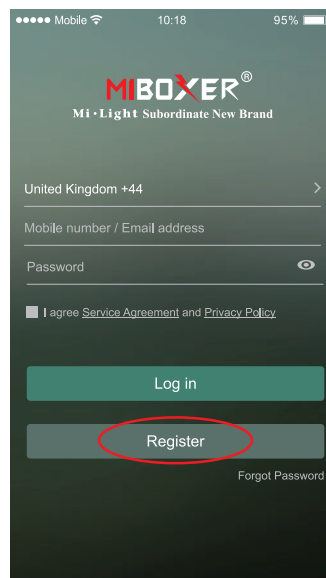 Mobile 10:18 95%
MIBOXER®
Mi·Light Subordinate New Brand
United Kingdom +44
Mobile number / Email address
Password
I agree Service Agreement and Privacy Policy
Log in
Register
Forgot Password